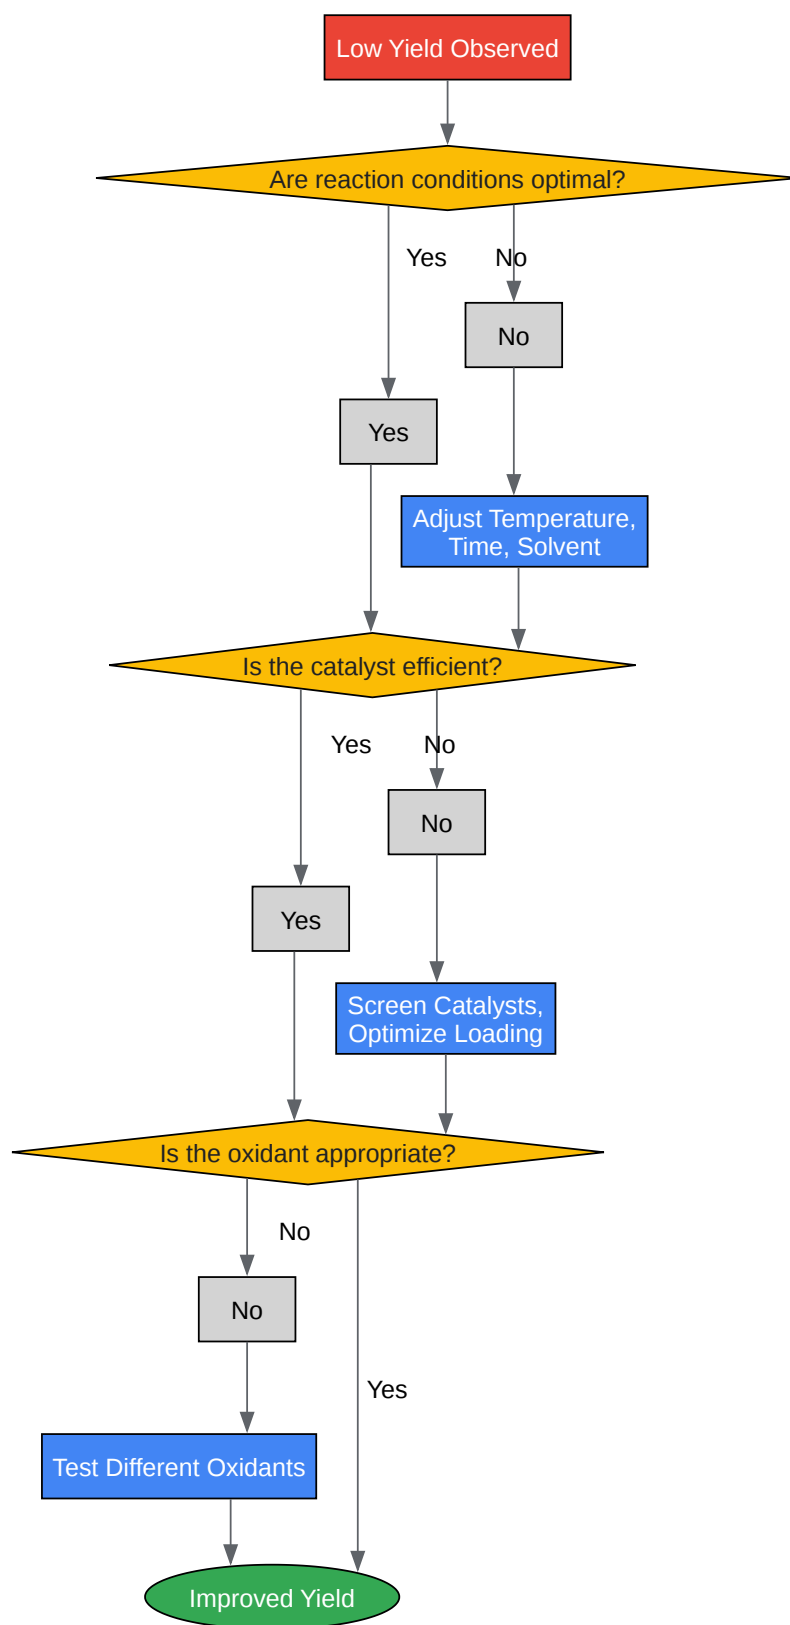 Low Yield Observed
Are reaction conditions optimal?
Yes
No
No
Yes
Adjust Temperature,
Time, Solvent
Is the catalyst efficient?
Yes
No
No
Yes
Screen Catalysts,
Optimize Loading
Is the oxidant appropriate?
No
No
Yes
Test Different Oxidants
Improved Yield